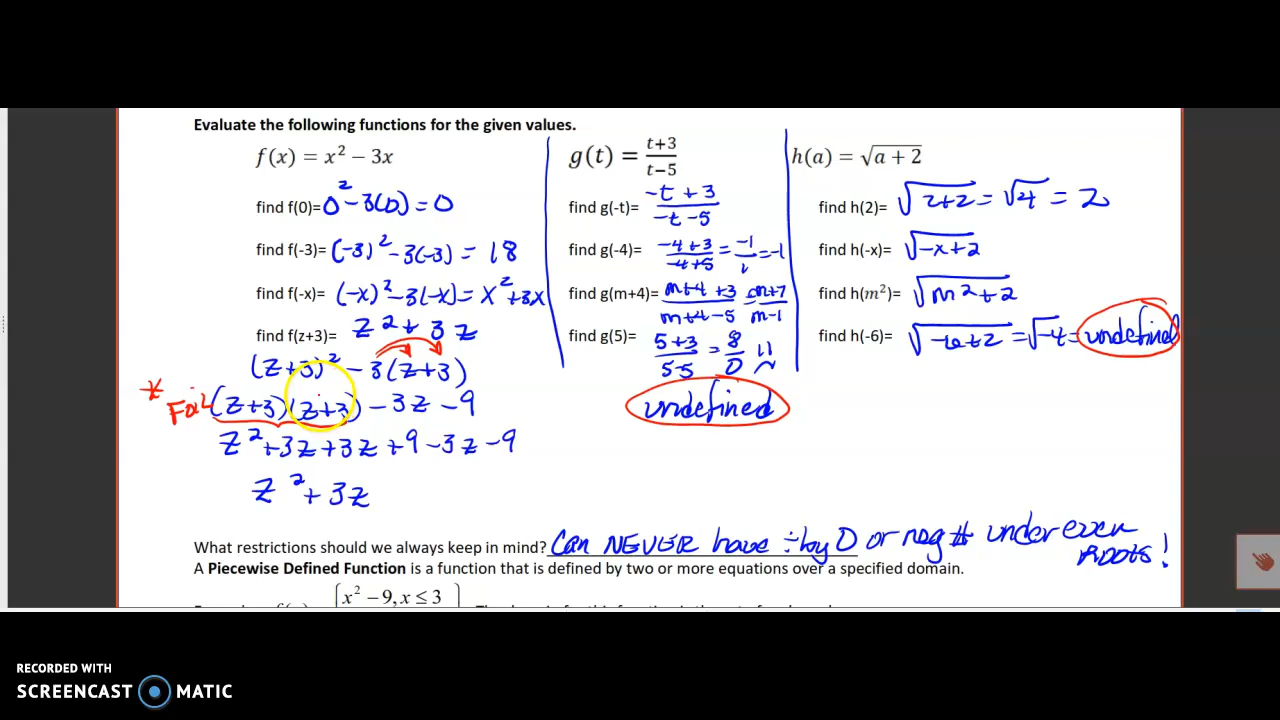 Evaluate the following functions for the given values.
f(x) = x² − 3x
find f(0)= 0² - 3(0) = 0
find f(-3)= (-3)² - 3(-3) = 18
find f(-x)= (-x)² - 3(-x) = x² + 3x
find f(z+3)= z² + 3z
(z+3)² - 3(z+3)
* Foil (z+3)(z+3) - 3z - 9
z² + 3z + 3z + 9 - 3z - 9
z² + 3z
g(t) = t+3/t−5
find g(-t)= -t + 3/-t - 5
find g(-4)= -4+3/-4+5 = -1/1 = -1
find g(m+4)= m+4+3/m+4-5 = m+7/m-1
find g(5)= 5+3/5-5 = 8/0
undefined
h(a) = √a + 2
find h(2)= √2+2 = √4 = 2
find h(-x)= √-x+2
find h(m²)= √m²+2
find h(-6)= √-6+2 = √-4 = undefined
What restrictions should we always keep in mind? Can NEVER have ÷ by 0 or neg # under even
roots!
A Piecewise Defined Function is a function that is defined by two or more equations over a specified domain.
x² − 9, x ≤ 3
RECORDED WITH
SCREENCAST MATIC